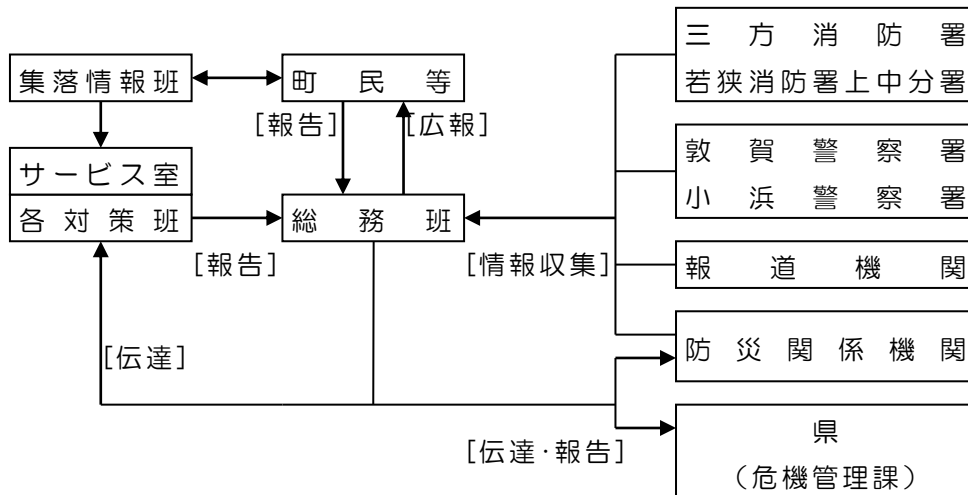 三方消防署
若狭消防署上中分署
集落情報班
町民等
[報告]
[広報]
敦賀警察署
小浜警察署
サービス室
各対策班
総務班
[報告]
[情報収集]
報道機関
防災関係機関
[伝達]
[伝達·報告]
県
（危機管理課）